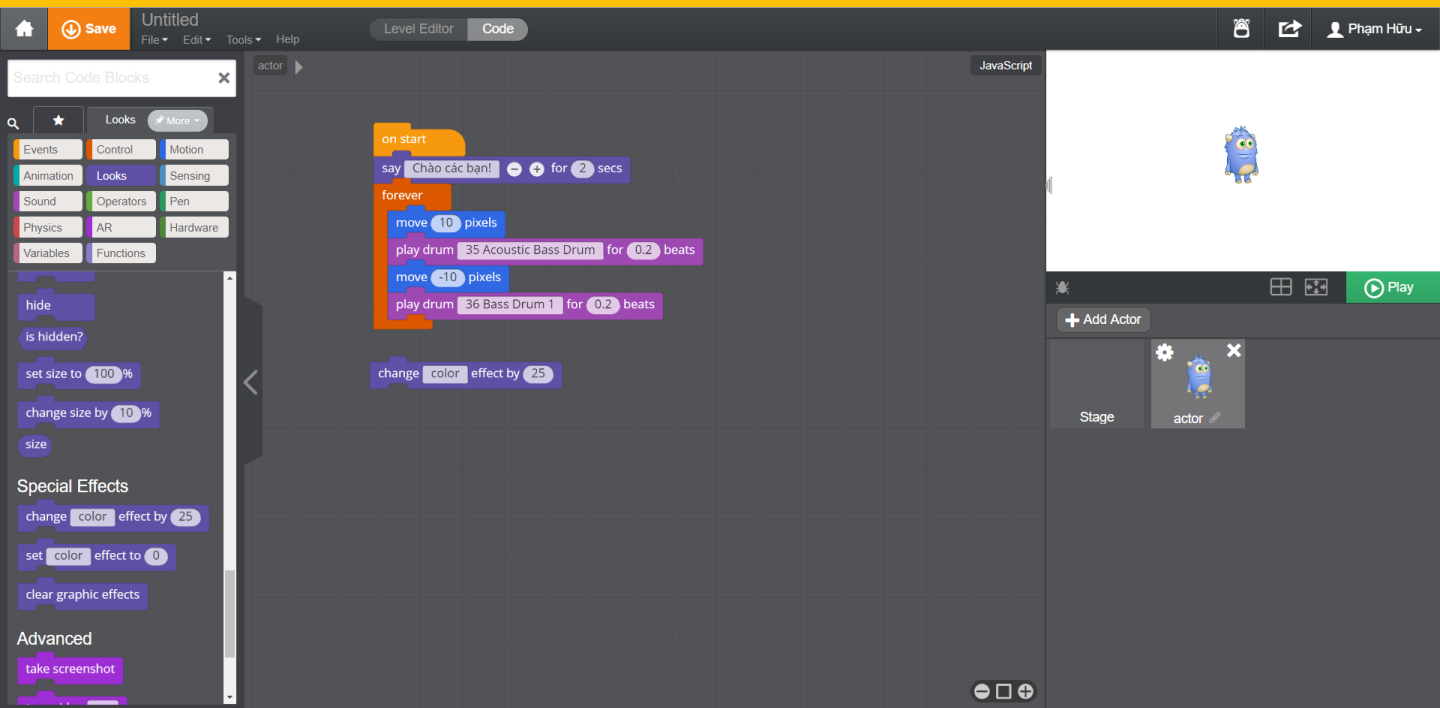 Save
Untitled
File
Edit
Tools
Help
Level Editor
Code
Phạm Hữu
Search Code Blocks
Looks
More
Events
Control
Motion
Animation
Looks
Sensing
Sound
Operators
Pen
Physics
AR
Hardware
Variables
Functions
hide
is hidden?
set size to 100 %
change size by 10 %
size
Special Effects
change color effect by 25
set color effect to 0
clear graphic effects
Advanced
take screenshot
actor
JavaScript
on start
say Chào các bạn! for 2 secs
forever
move 10 pixels
play drum 35 Acoustic Bass Drum for 0.2 beats
move -10 pixels
play drum 36 Bass Drum 1 for 0.2 beats
change color effect by 25
Play
Add Actor
Stage
actor